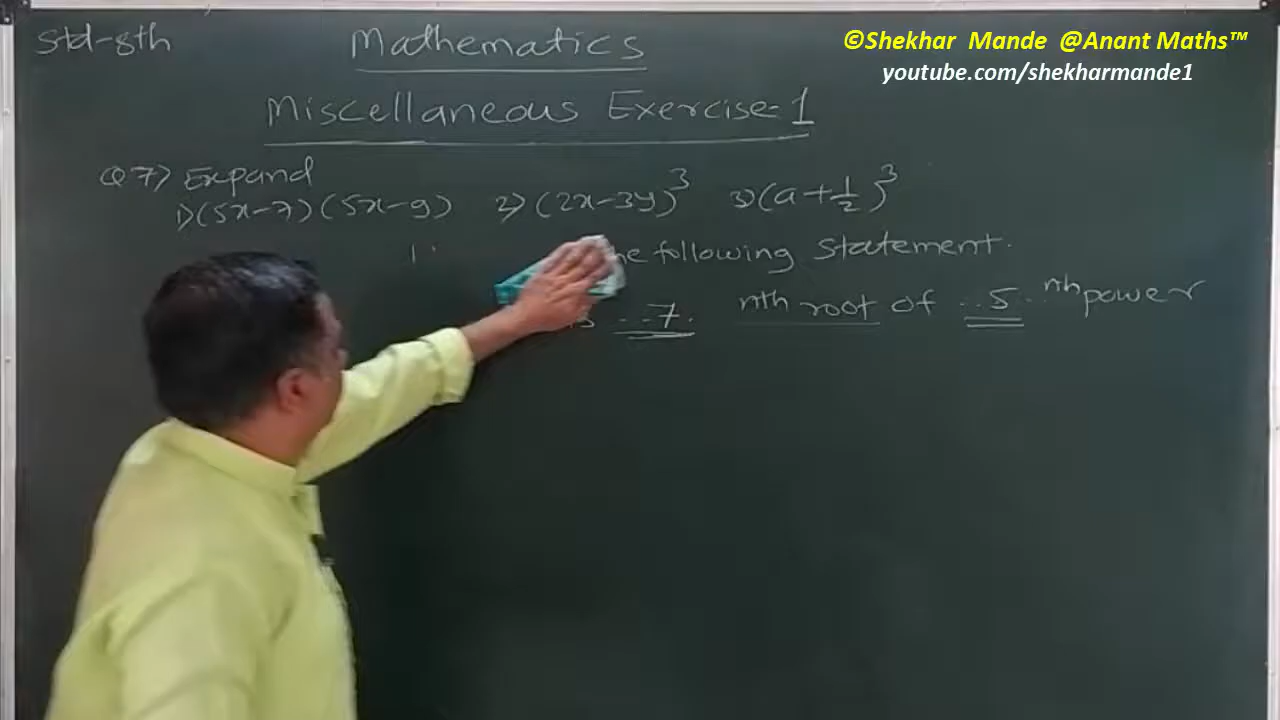 Std-8th
Mathematics
©Shekhar Mande @Anant Maths™
youtube.com/shekharmande1
Miscellaneous Exercise-1
Q7) Expand
1) (5x-7)(5x-9) 2) (2x-3y)³ 3) (a+1/2)³
following Statement.
..7. nth root of ..5.. nth power